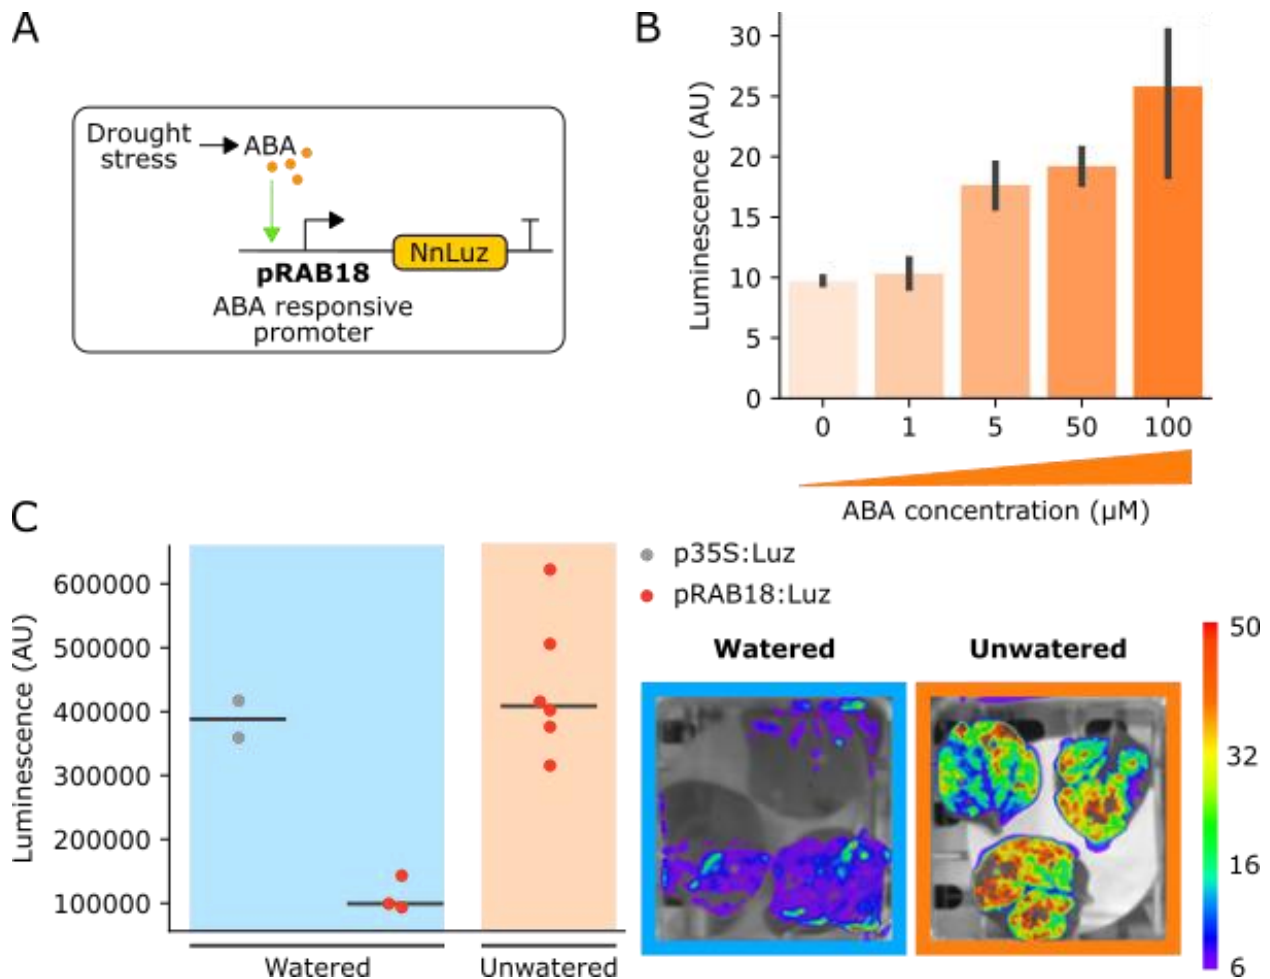 A
Drought
stress
ABA
NnLuz
pRAB18
ABA responsive
promoter
B
Luminescence (AU)
30
25
20
15
10
5
0
0 1 5 50 100
ABA concentration (µM)
C
Luminescence (AU)
600000
500000
400000
300000
200000
100000
Watered Unwatered
p35S:Luz
pRAB18:Luz
Watered Unwatered
50
32
16
6